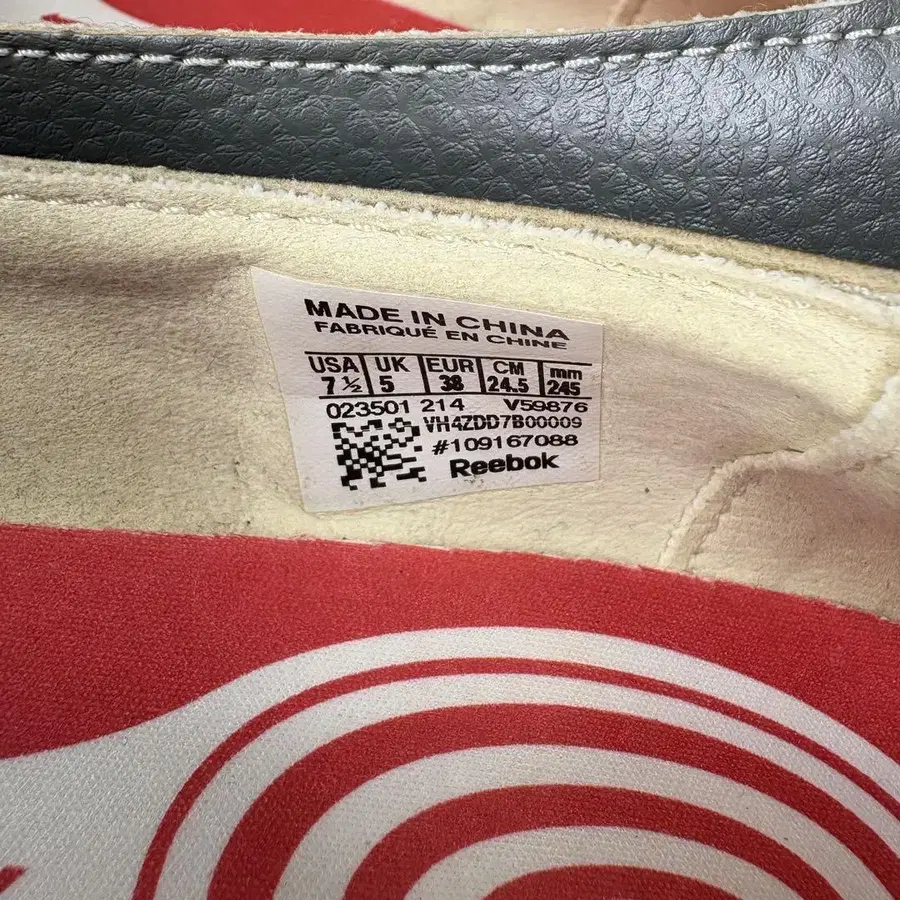 MADE IN CHINA
FABRIQUÉ EN CHINE
USA UK EUR CM mm
7 ½ 5 38 24.5 245
023501 214 V59876
VH4ZDD7B00009
#109167088
Reebok